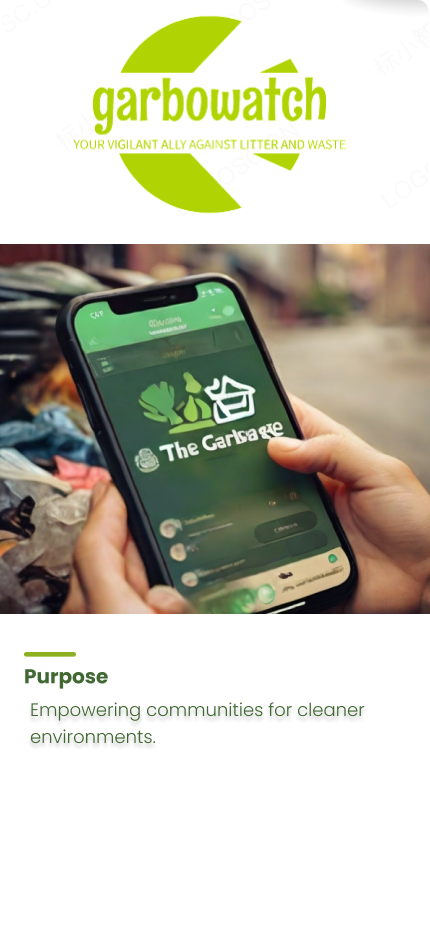 garbowatch
YOUR VIGILANT ALLY AGAINST LITTER AND WASTE
The Garbage
Purpose
Empowering communities for cleaner
environments.